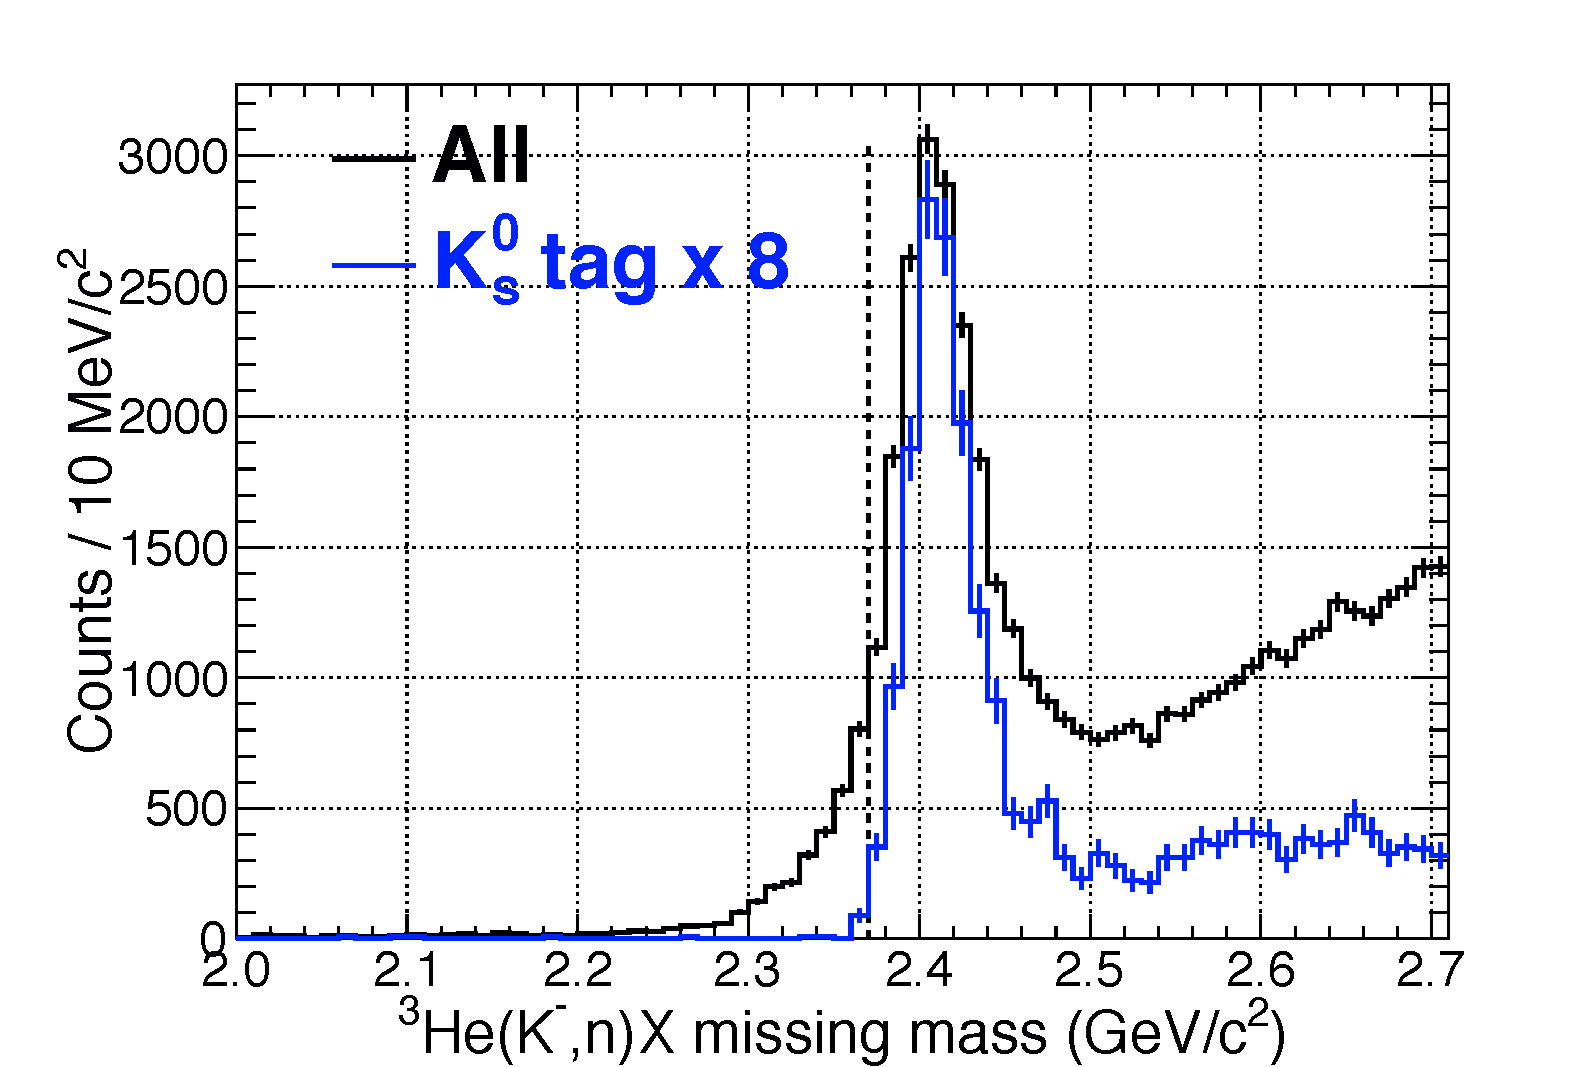 All
K⁰ₛ tag x 8
Counts / 10 MeV/c²
3000
2500
2000
1500
1000
500
0
2.0 2.1 2.2 2.3 2.4 2.5 2.6 2.7
³He(K⁻,n)X missing mass (GeV/c²)